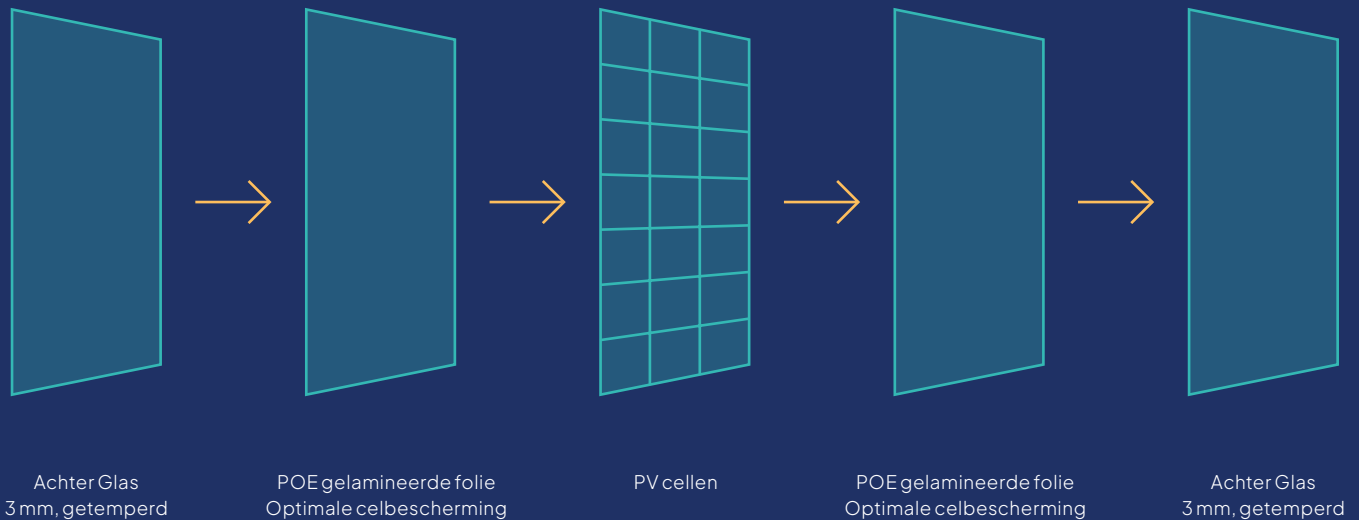 Achter Glas
3 mm, getemperd
POE gelamineerde folie
Optimale celbescherming
PV cellen
POE gelamineerde folie
Optimale celbescherming
Achter Glas
3 mm, getemperd